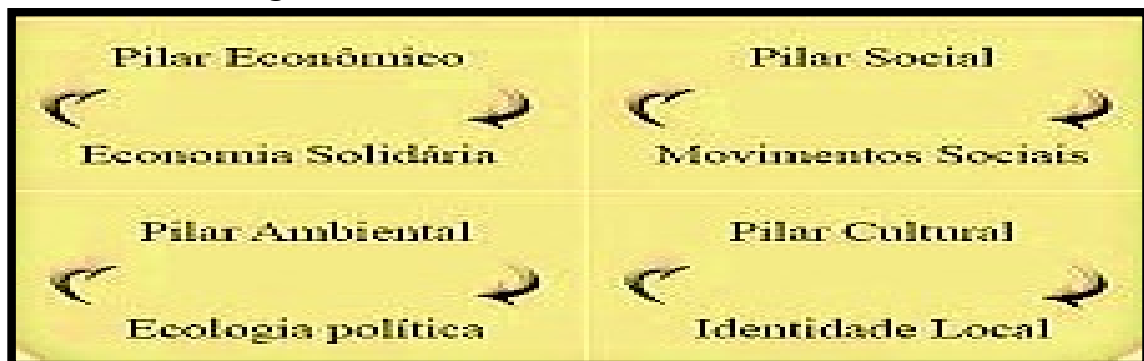 Pilar Econômico
Pilar Social
Economia Solidária
Movimentos Sociais
Pilar Ambiental
Pilar Cultural
Ecologia política
Identidade Local